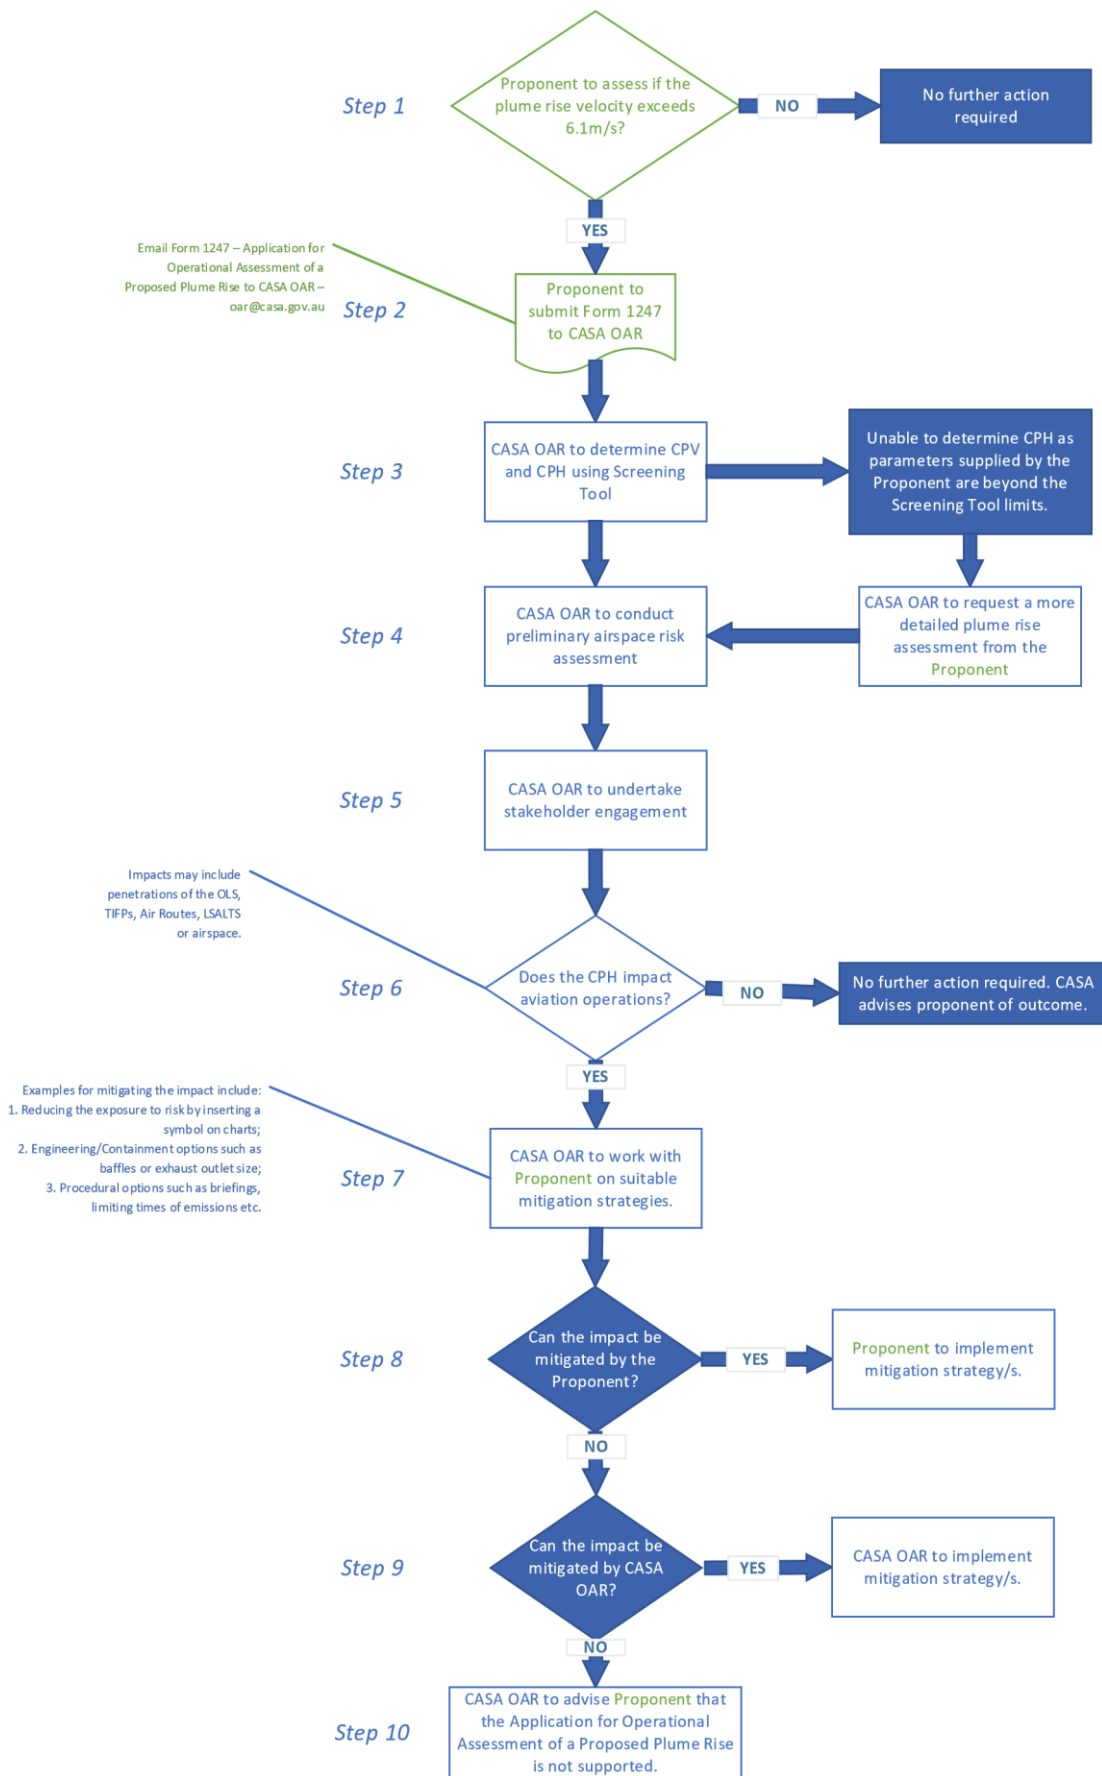 Step 1
Proponent to assess if the
plume rise velocity exceeds
6.1m/s?
NO
No further action
required
YES
Email Form 1247 – Application for
Operational Assessment of a
Proposed Plume Rise to CASA OAR –
oar@casa.gov.au
Step 2
Proponent to
submit Form 1247
to CASA OAR
Step 3
CASA OAR to determine CPV
and CPH using Screening
Tool
Unable to determine CPH as
parameters supplied by the
Proponent are beyond the
Screening Tool limits.
Step 4
CASA OAR to conduct
preliminary airspace risk
assessment
CASA OAR to request a more
detailed plume rise
assessment from the
Proponent
Step 5
CASA OAR to undertake
stakeholder engagement
Impacts may include
penetrations of the OLS,
TIFPs, Air Routes, LSALTS
or airspace.
Step 6
Does the CPH impact
aviation operations?
NO
No further action required. CASA
advises proponent of outcome.
YES
Examples for mitigating the impact include:
1. Reducing the exposure to risk by inserting a
symbol on charts;
2. Engineering/Containment options such as
baffles or exhaust outlet size;
3. Procedural options such as briefings,
limiting times of emissions etc.
Step 7
CASA OAR to work with
Proponent on suitable
mitigation strategies.
Step 8
Can the impact be
mitigated by the
Proponent?
YES
Proponent to implement
mitigation strategy/s.
NO
Step 9
Can the impact be
mitigated by CASA
OAR?
YES
CASA OAR to implement
mitigation strategy/s.
NO
Step 10
CASA OAR to advise Proponent that
the Application for Operational
Assessment of a Proposed Plume Rise
is not supported.